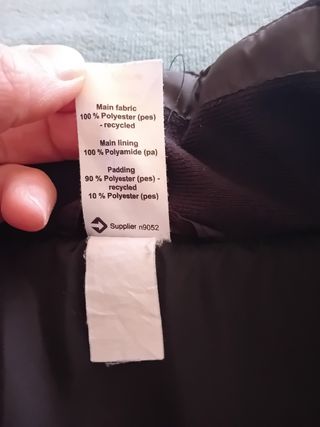 Main fabric
100 % Polyester (pes)
- recycled
Main lining
100% Polyamide (pa)
Padding
90 % Polyester (pes) -
recycled
10 % Polyester (pes)
Supplier n9052